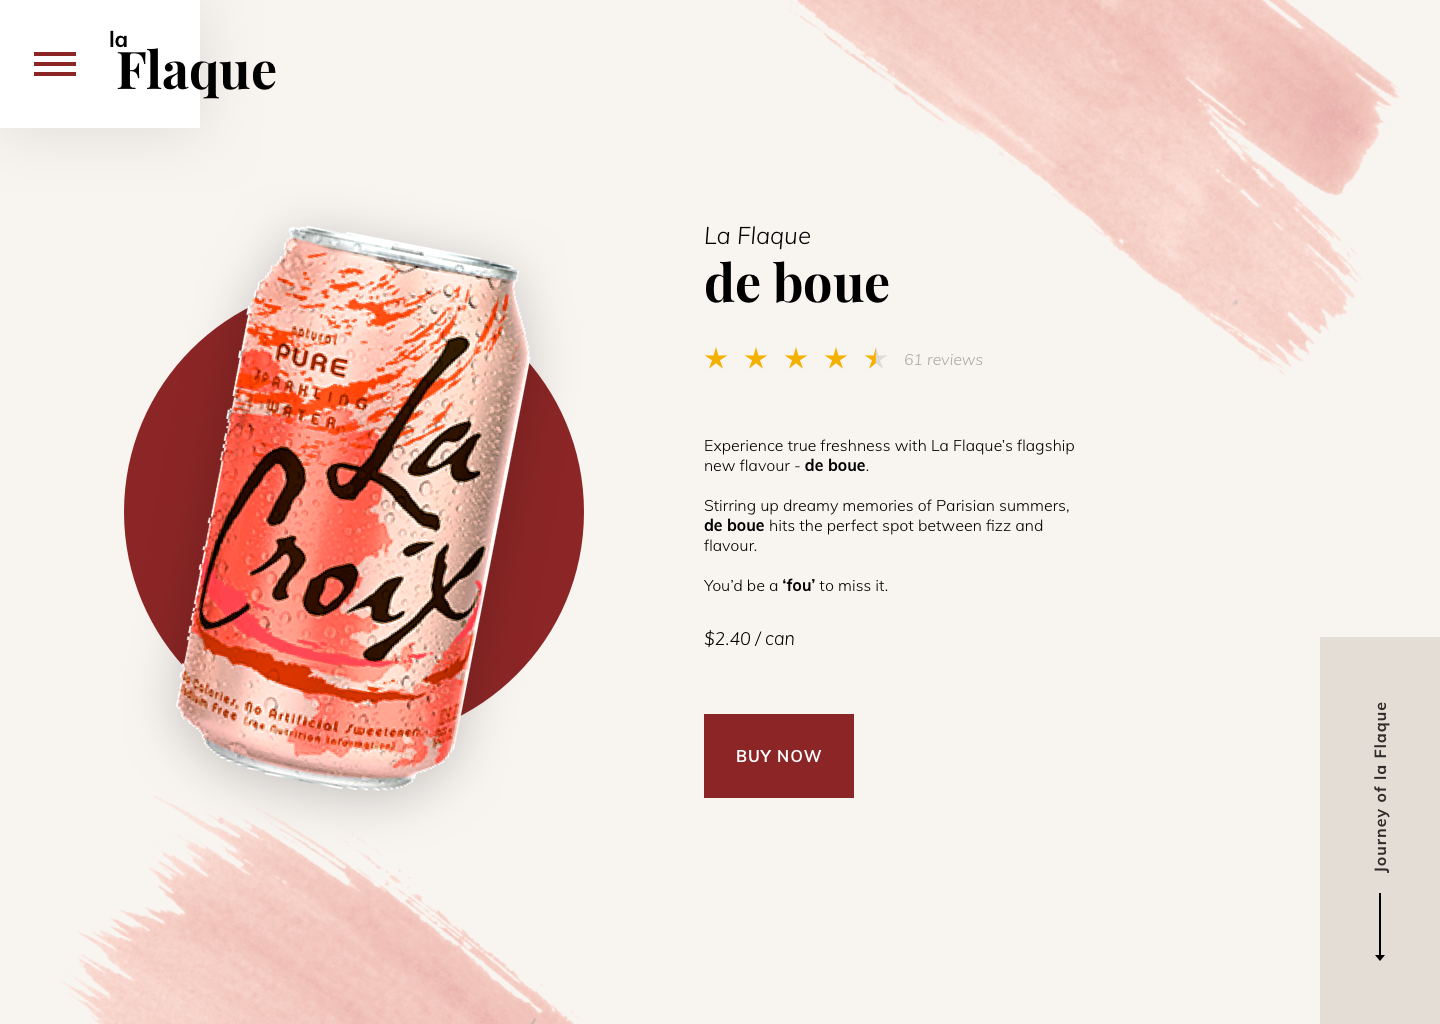 la
Flaque
La Flaque
de boue
61 reviews
natural
PURE
SPARKLING
WATER
La
Croix
Calories, No Artificial Sweeteners,
Sodium Free (see Nutrition Information)
Experience true freshness with La Flaque’s flagship
new flavour - de boue.
Stirring up dreamy memories of Parisian summers,
de boue hits the perfect spot between fizz and
flavour.
You’d be a ‘fou’ to miss it.
$2.40 / can
BUY NOW
Journey of la Flaque